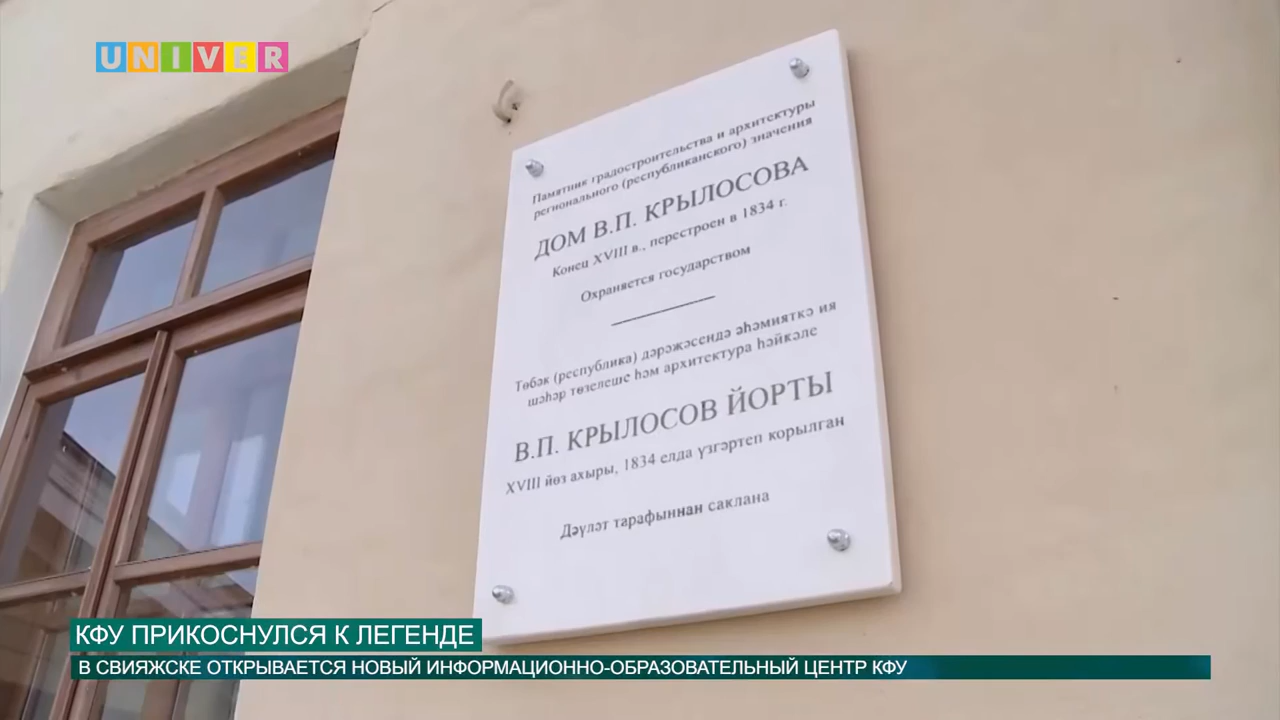 UNIVER
Памятник градостроительства и архитектуры
регионального (республиканского) значения
ДОМ В.П. КРЫЛОСОВА
Конец XVIII в., перестроен в 1834 г.
Охраняется государством
Төбәк (республика) дәрәҗәсендә әһәмияткә ия
шәһәр төзелеше һәм архитектура һәйкәле
В.П. КРЫЛОСОВ ЙОРТЫ
XVIII йөз ахыры, 1834 елда үзгәртеп корылган
Дәүләт тарафыннан саклана
КФУ ПРИКОСНУЛСЯ К ЛЕГЕНДЕ
В СВИЯЖСКЕ ОТКРЫВАЕТСЯ НОВЫЙ ИНФОРМАЦИОННО-ОБРАЗОВАТЕЛЬНЫЙ ЦЕНТР КФУ